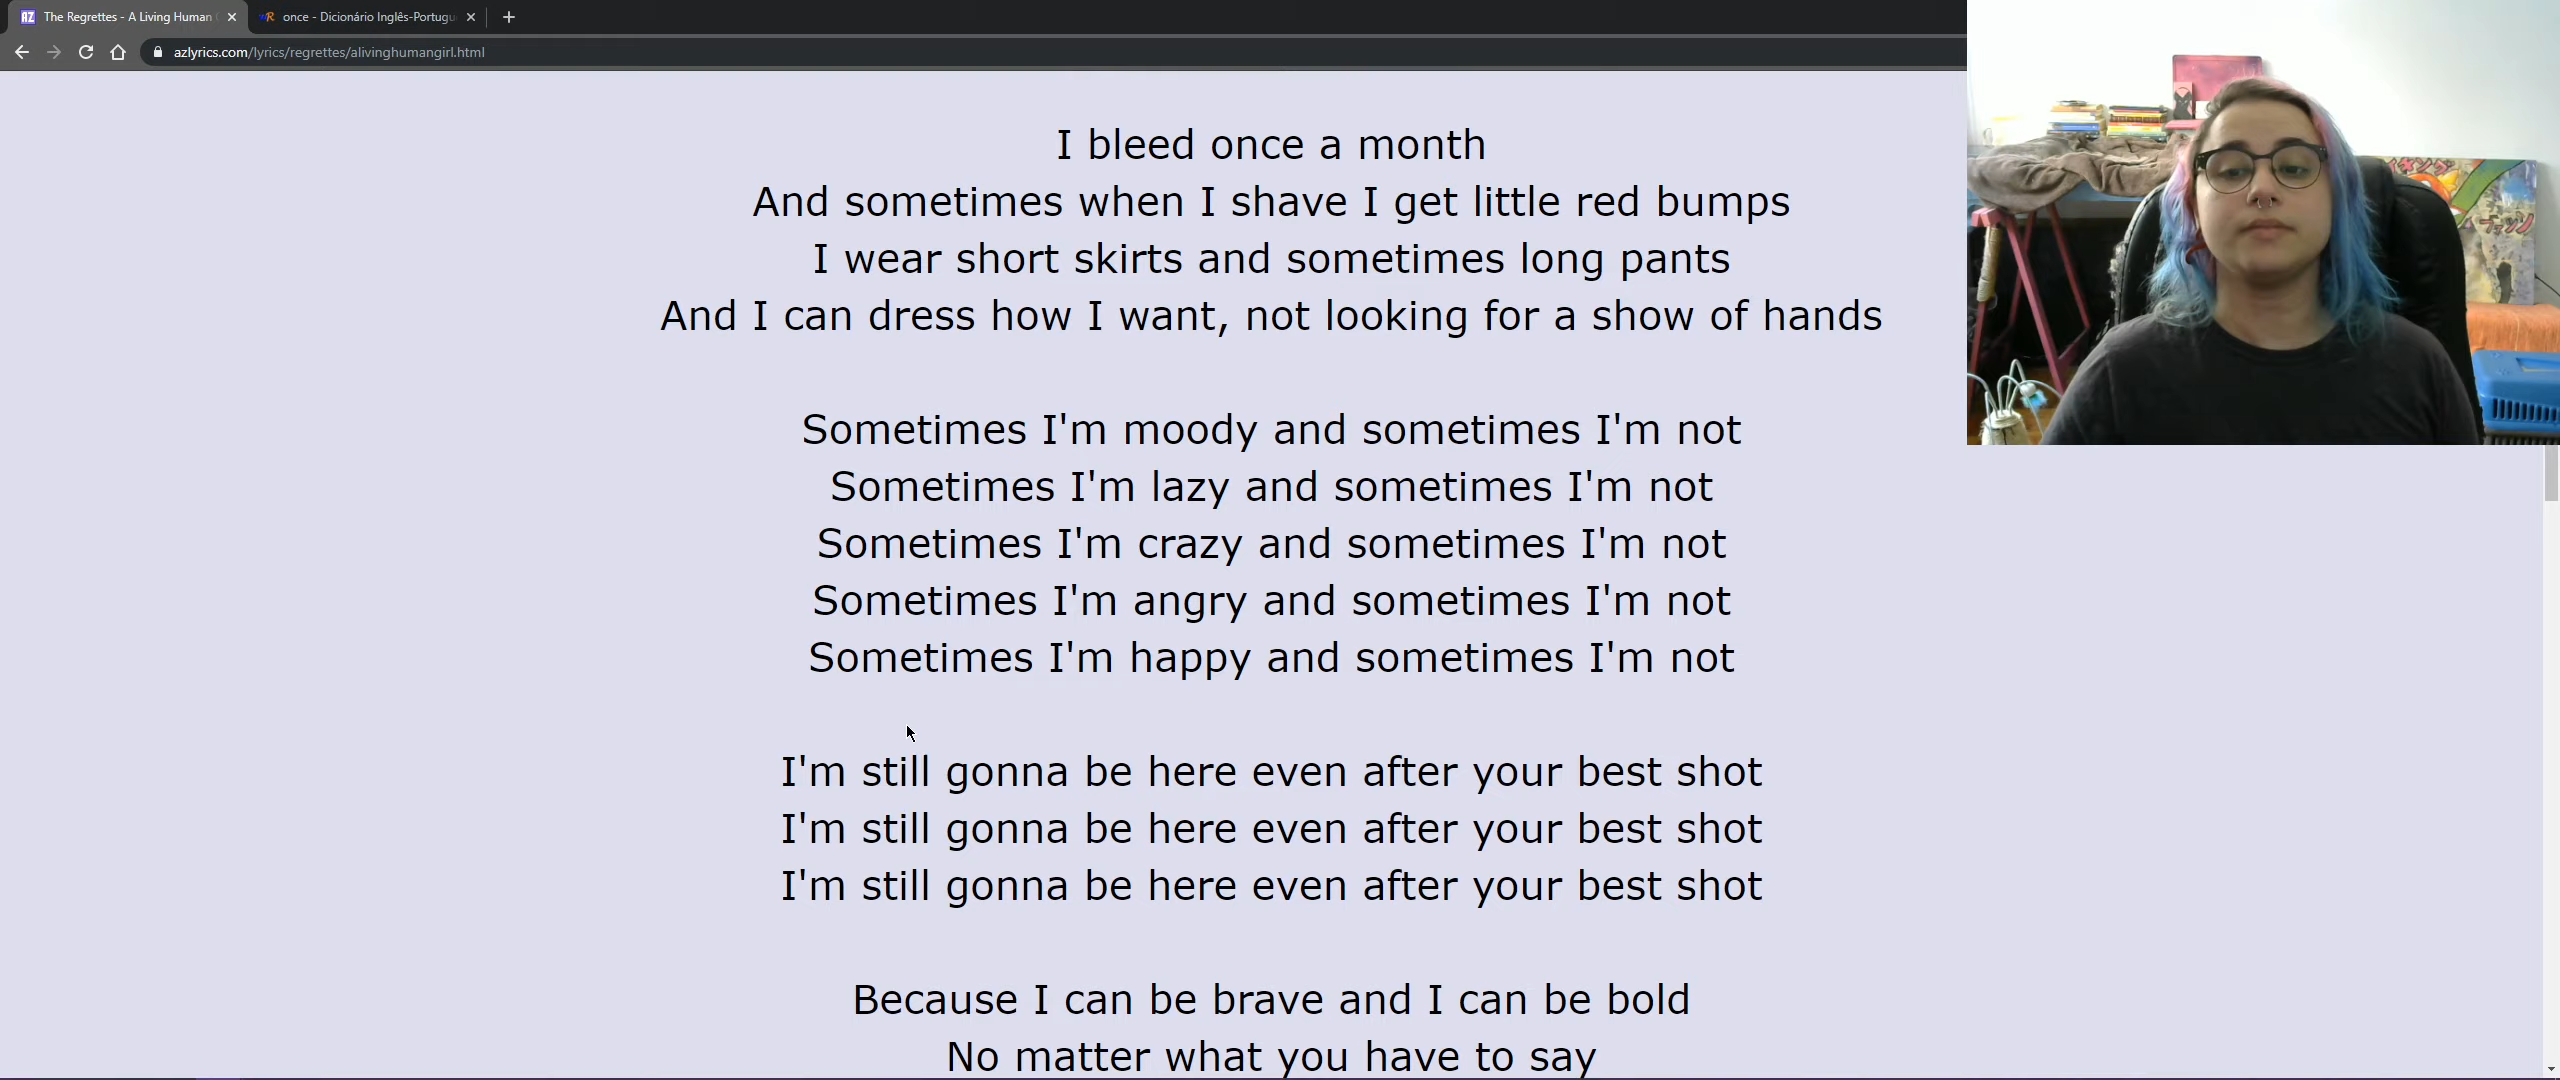 The Regrettes - A Living Human
once - Dicionário Inglês-Portugu
azlyrics.com/lyrics/regrettes/alivinghumangirl.html
I bleed once a month
And sometimes when I shave I get little red bumps
I wear short skirts and sometimes long pants
And I can dress how I want, not looking for a show of hands
Sometimes I'm moody and sometimes I'm not
Sometimes I'm lazy and sometimes I'm not
Sometimes I'm crazy and sometimes I'm not
Sometimes I'm angry and sometimes I'm not
Sometimes I'm happy and sometimes I'm not
I'm still gonna be here even after your best shot
I'm still gonna be here even after your best shot
I'm still gonna be here even after your best shot
Because I can be brave and I can be bold
No matter what you have to say